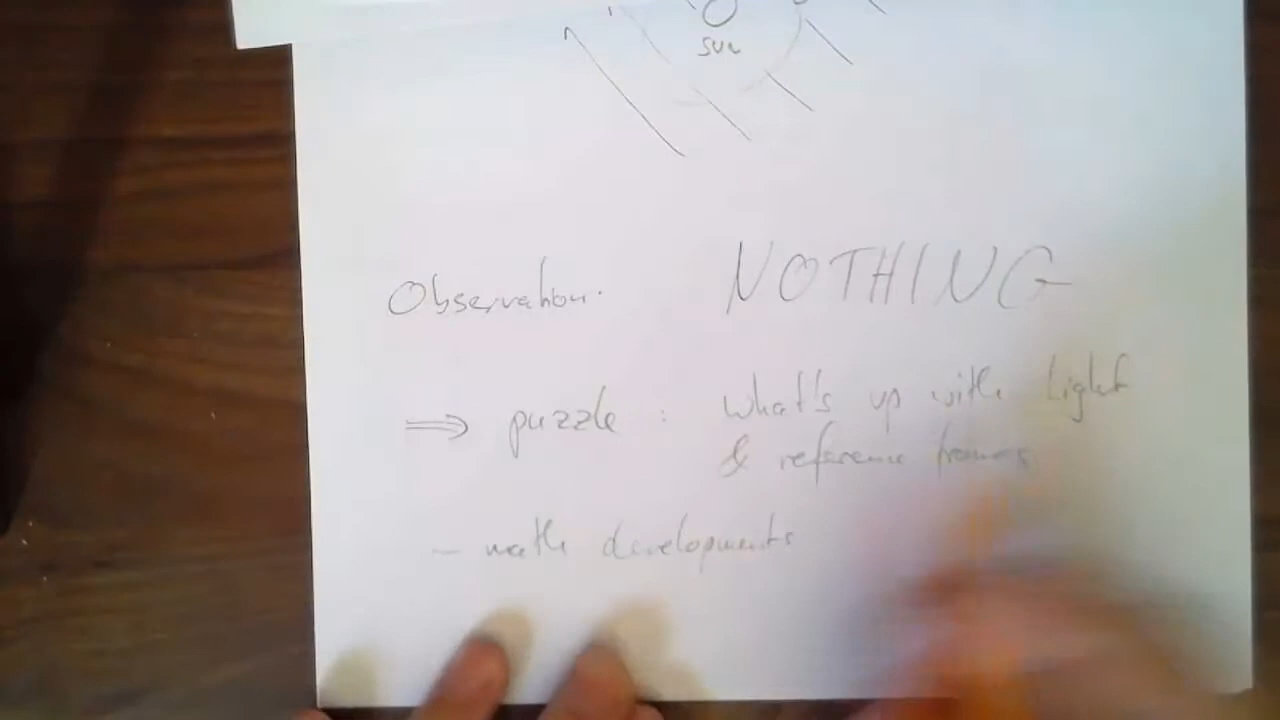 sun
Observation: NOTHING
⟹ puzzle : what's up with light
& reference frames
- math developments